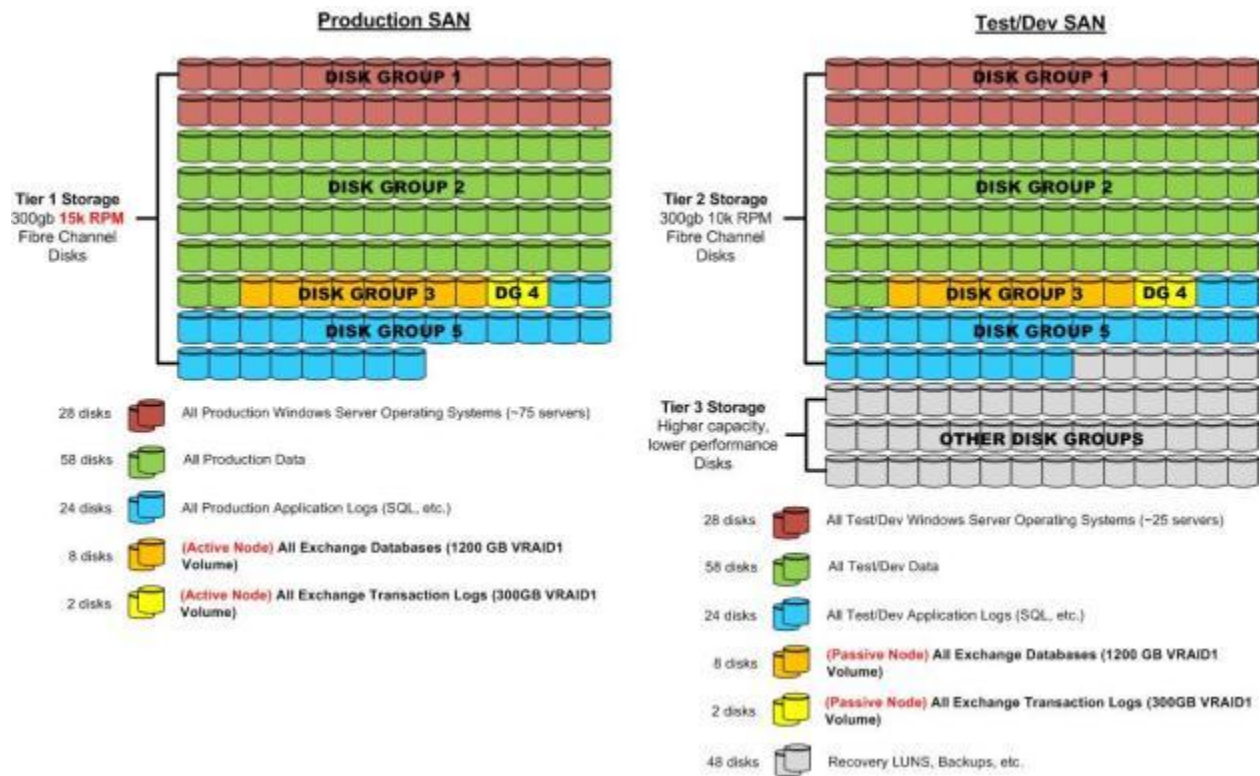 Production SAN
DISK GROUP 1
DISK GROUP 2
Tier 1 Storage
300gb 15k RPM
Fibre Channel
Disks
DISK GROUP 3
DG 4
DISK GROUP 5
28 disks
All Production Windows Server Operating Systems (~75 servers)
58 disks
All Production Data
24 disks
All Production Application Logs (SQL, etc.)
8 disks
(Active Node) All Exchange Databases (1200 GB VRAID1
Volume)
2 disks
(Active Node) All Exchange Transaction Logs (300GB VRAID1
Volume)
Test/Dev SAN
DISK GROUP 1
DISK GROUP 2
Tier 2 Storage
300gb 10k RPM
Fibre Channel
Disks
DISK GROUP 3
DG 4
DISK GROUP 5
Tier 3 Storage
Higher capacity,
lower performance
Disks
OTHER DISK GROUPS
28 disks
All Test/Dev Windows Server Operating Systems (~25 servers)
58 disks
All Test/Dev Data
24 disks
All Test/Dev Application Logs (SQL, etc.)
8 disks
(Passive Node) All Exchange Databases (1200 GB VRAID1
Volume)
2 disks
(Passive Node) All Exchange Transaction Logs (300GB VRAID1
Volume)
48 disks
Recovery LUNS, Backups, etc.